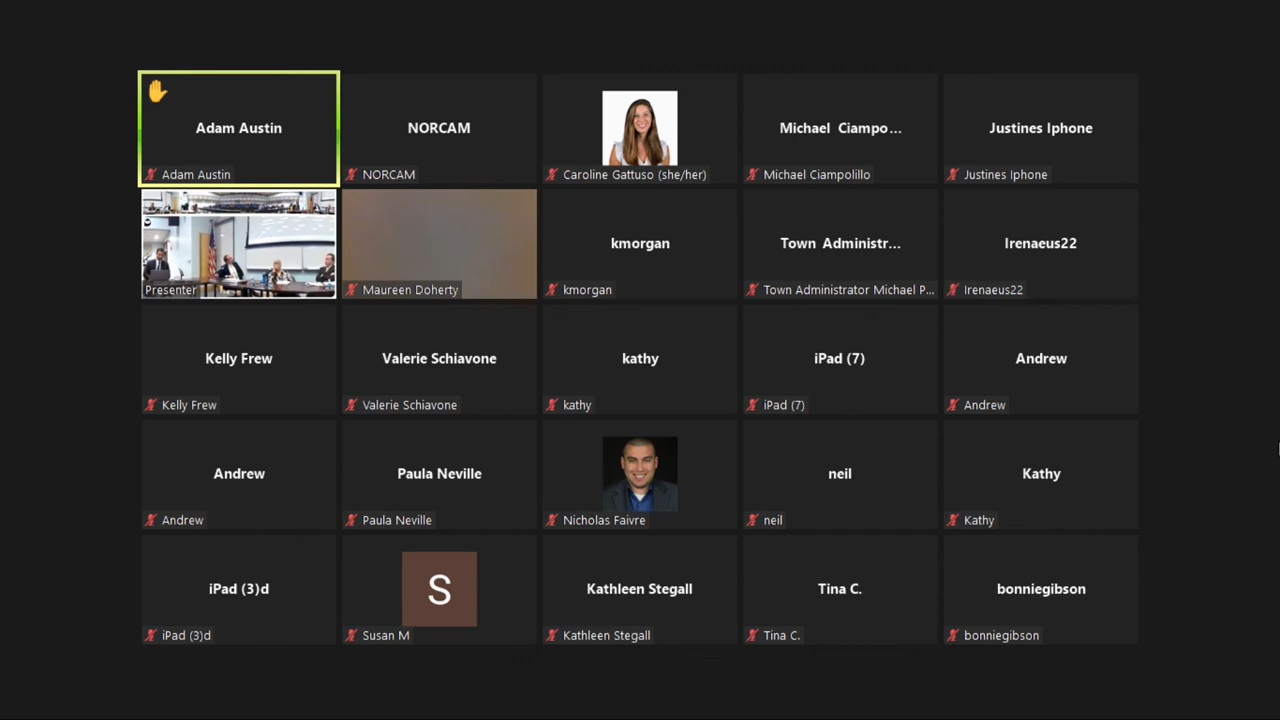 Adam Austin
Adam Austin
NORCAM
NORCAM
Caroline Gattuso (she/her)
Michael Ciampo...
Michael Ciampolillo
Justines Iphone
Justines Iphone
Presenter
Maureen Doherty
kmorgan
kmorgan
Town Administr...
Town Administrator Michael P...
Irenaeus22
Irenaeus22
Kelly Frew
Kelly Frew
Valerie Schiavone
Valerie Schiavone
kathy
kathy
iPad (7)
iPad (7)
Andrew
Andrew
Andrew
Andrew
Paula Neville
Paula Neville
Nicholas Faivre
neil
neil
Kathy
Kathy
iPad (3)d
iPad (3)d
S
Susan M
Kathleen Stegall
Kathleen Stegall
Tina C.
Tina C.
bonniegibson
bonniegibson